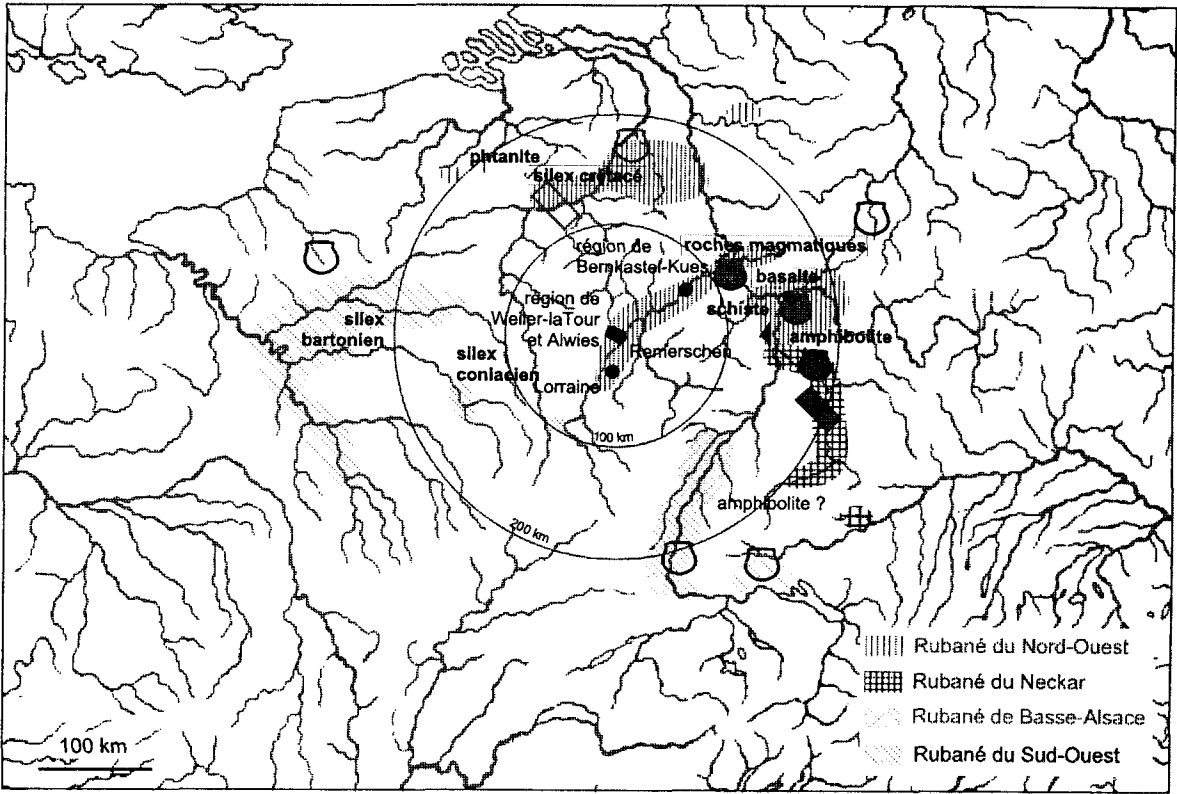 phtanite
silex crétacé
région de
Bernkastel-Kues
roches magmatiques
basalte
schiste
région de
Weiler-laTour
et Alwies
Remerschen
amphibolite
silex
bartonien
silex
coniacien
Lorraine
100 km
200 km
amphibolite ?
Rubané du Nord-Ouest
Rubané du Neckar
Rubané de Basse-Alsace
Rubané du Sud-Ouest
100 km